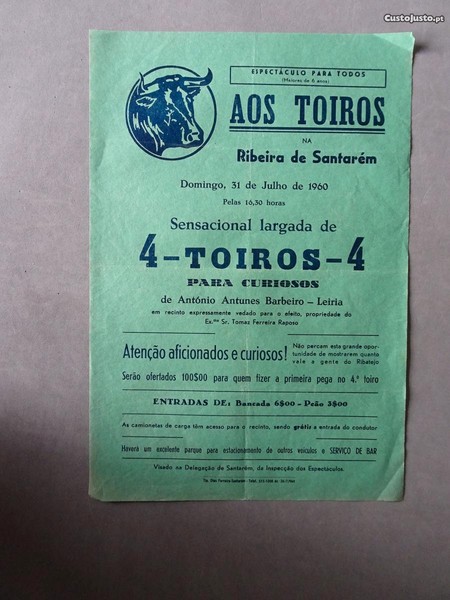 CustoJusto.pt
ESPECTÁCULO PARA TODOS
(Maiores de 6 anos)
AOS TOIROS
NA
Ribeira de Santarém
Domingo, 31 de Julho de 1960
Pelas 16,30 horas
Sensacional largada de
4-TOIROS-4
PARA CURIOSOS
de António Antunes Barbeiro – Leiria
em recinto expressamente vedado para o efeito, propriedade do
Ex.mo Sr. Tomaz Ferreira Raposo
Atenção aficionados e curiosos!
Não percam esta grande opor-
tunidade de mostrarem quanto
vale a gente do Ribatejo
Serão ofertados 100$00 para quem fizer a primeira pega no 4.º toiro
ENTRADAS DE: Bancada 6$00 – Peão 3$00
As camionetas de carga têm acesso para o recinto, sendo grátis a entrada do condutor
Haverá um excelente parque para estacionamento de outros veículos e SERVIÇO DE BAR
Visado na Delegação de Santarém, da Inspecção dos Espectáculos.